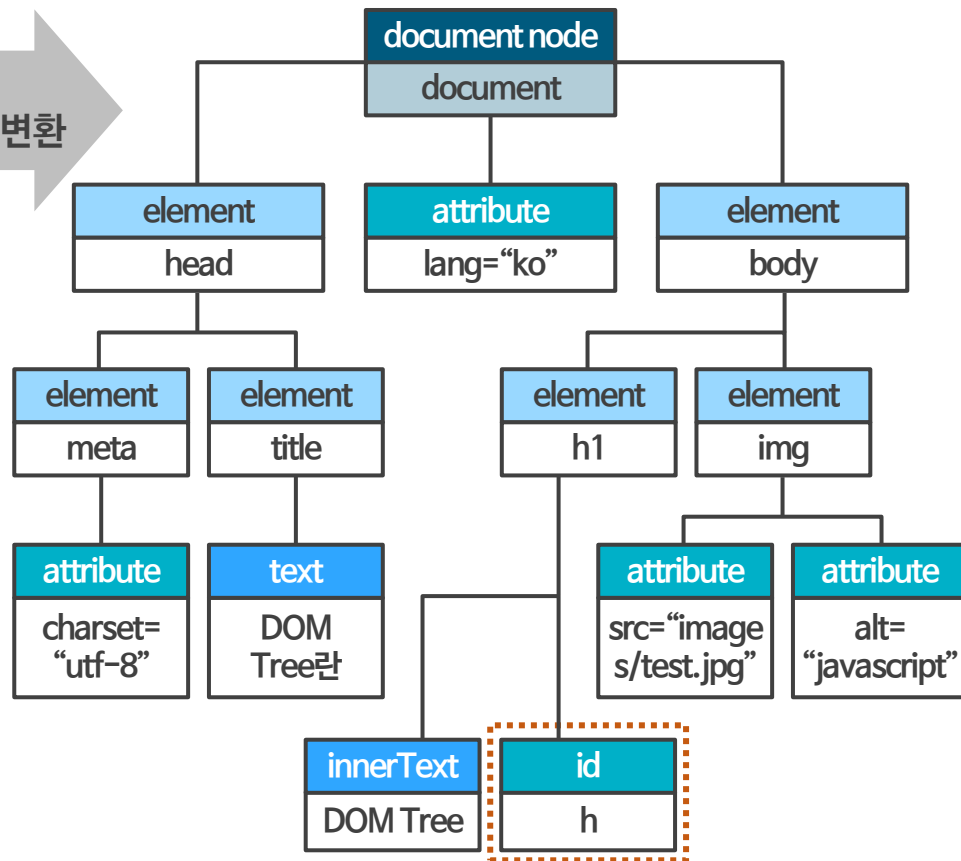 변환
document node
document
element
head
attribute
lang=“ko”
element
body
element
meta
element
title
element
h1
element
img
attribute
charset=
“utf-8”
text
DOM
Tree란
attribute
src=“image
s/test.jpg”
attribute
alt=
“javascript”
innerText
DOM Tree
id
h